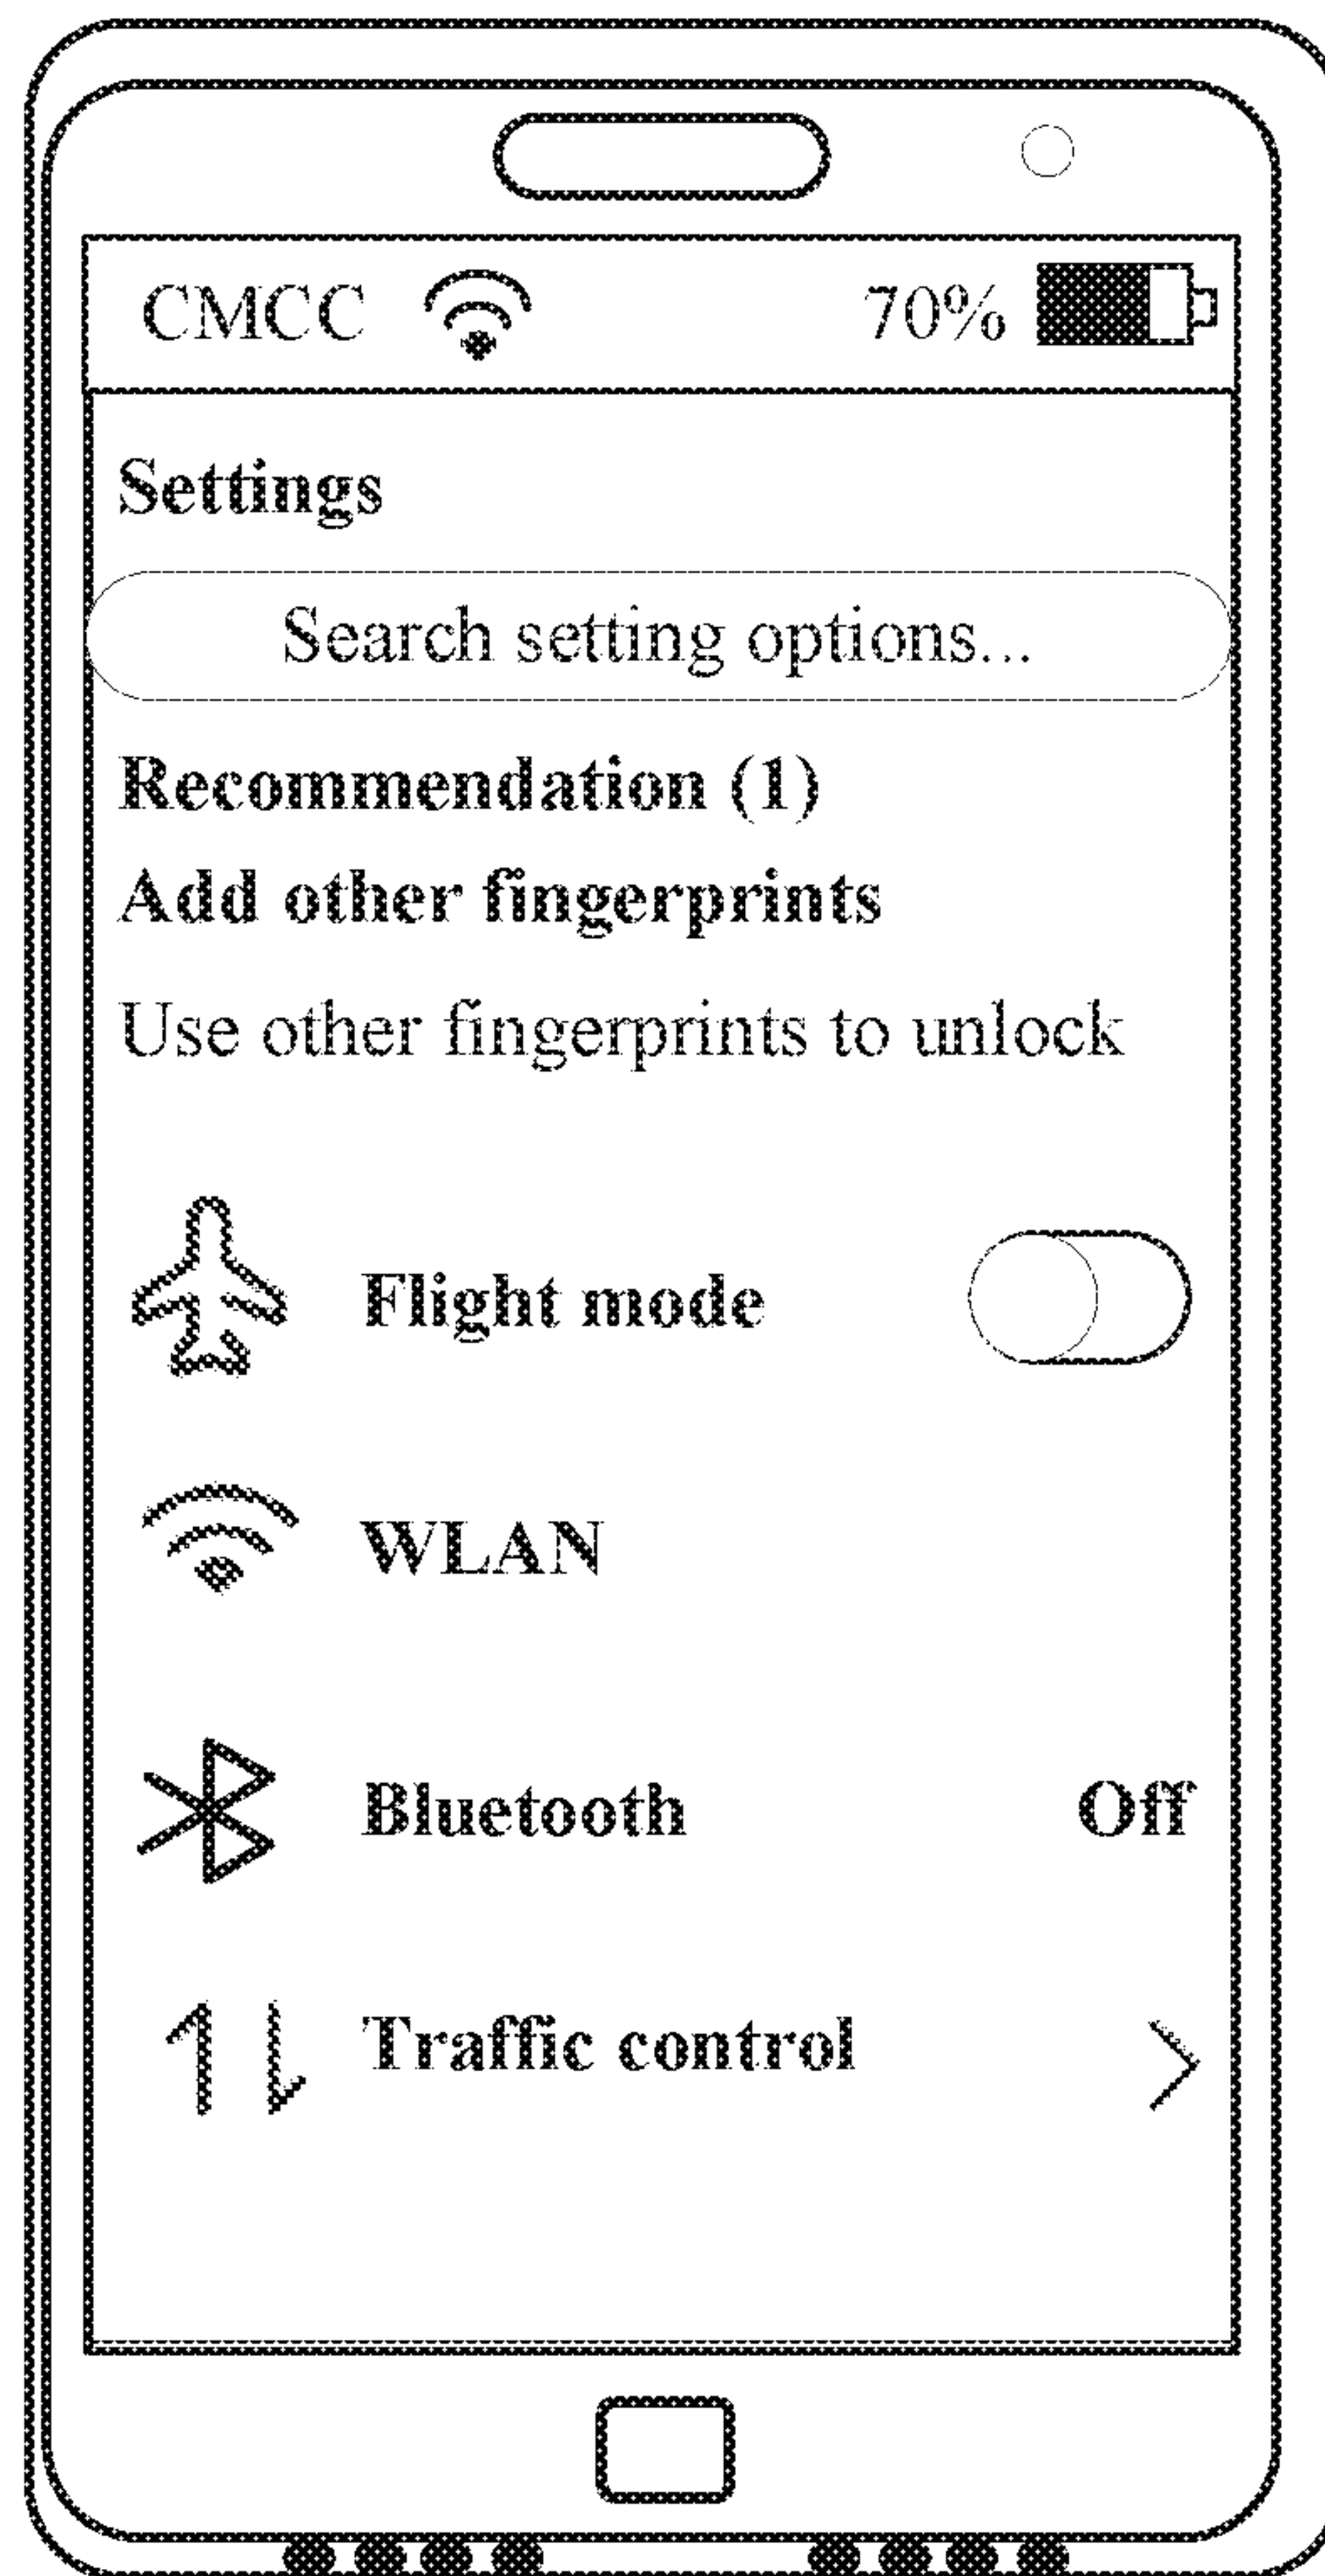 CMCC 70%
Settings
Search setting options...
Recommendation (1)
Add other fingerprints
Use other fingerprints to unlock
Flight mode
WLAN
Bluetooth Off
Traffic control